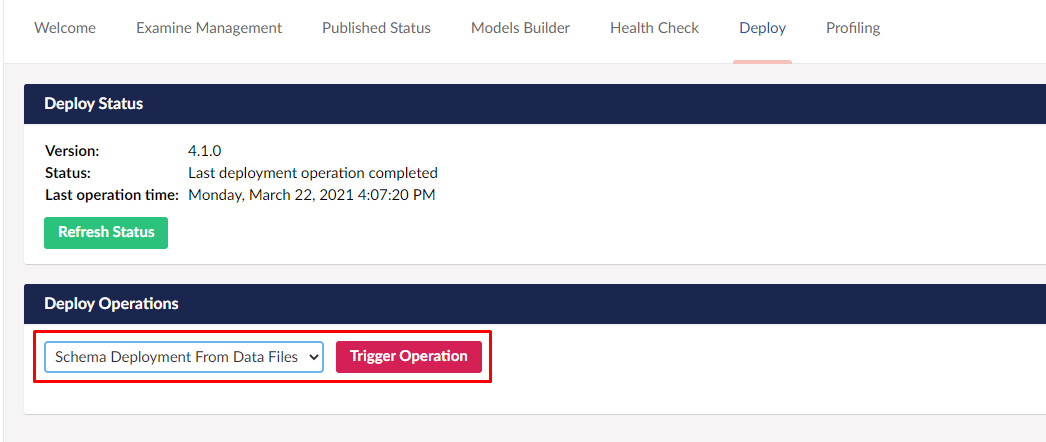 Welcome Examine Management Published Status Models Builder Health Check Deploy Profiling
Deploy Status
Version: 4.1.0
Status: Last deployment operation completed
Last operation time: Monday, March 22, 2021 4:07:20 PM
Refresh Status
Deploy Operations
Schema Deployment From Data Files Trigger Operation